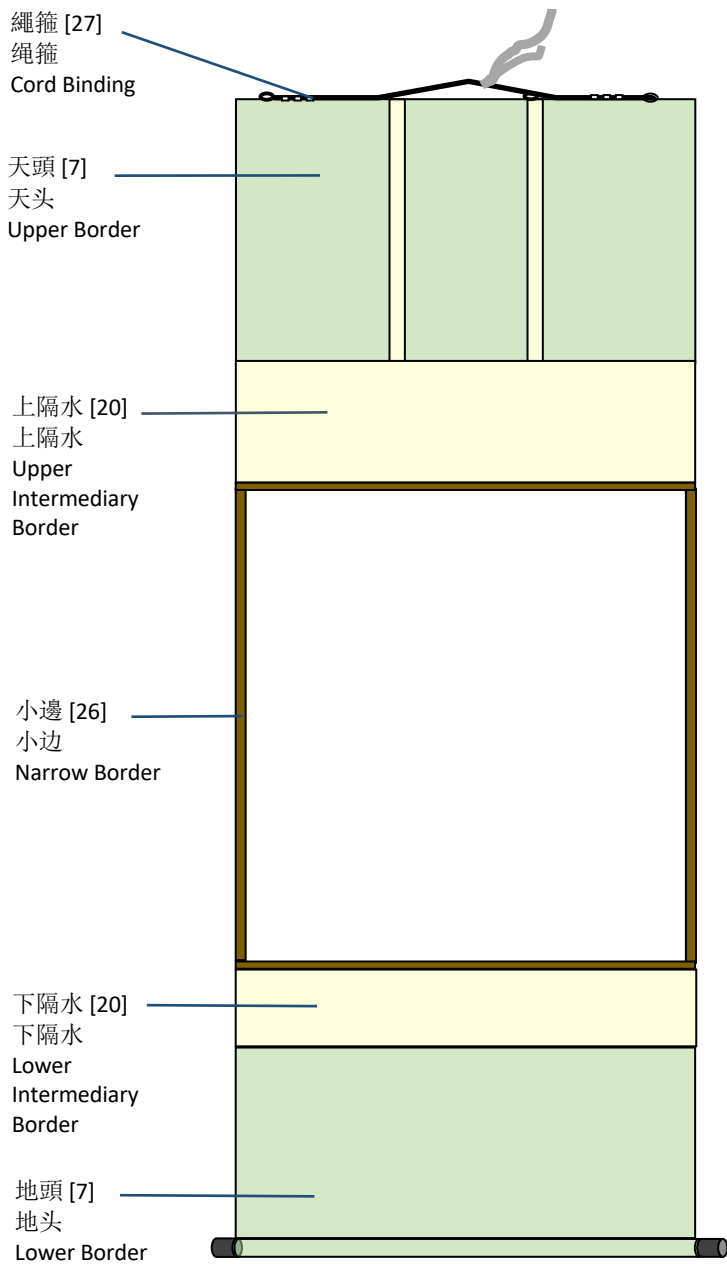 繩箍 [27]
绳箍
Cord Binding
天頭 [7]
天头
Upper Border
上隔水 [20]
上隔水
Upper
Intermediary
Border
小邊 [26]
小边
Narrow Border
下隔水 [20]
下隔水
Lower
Intermediary
Border
地頭 [7]
地头
Lower Border